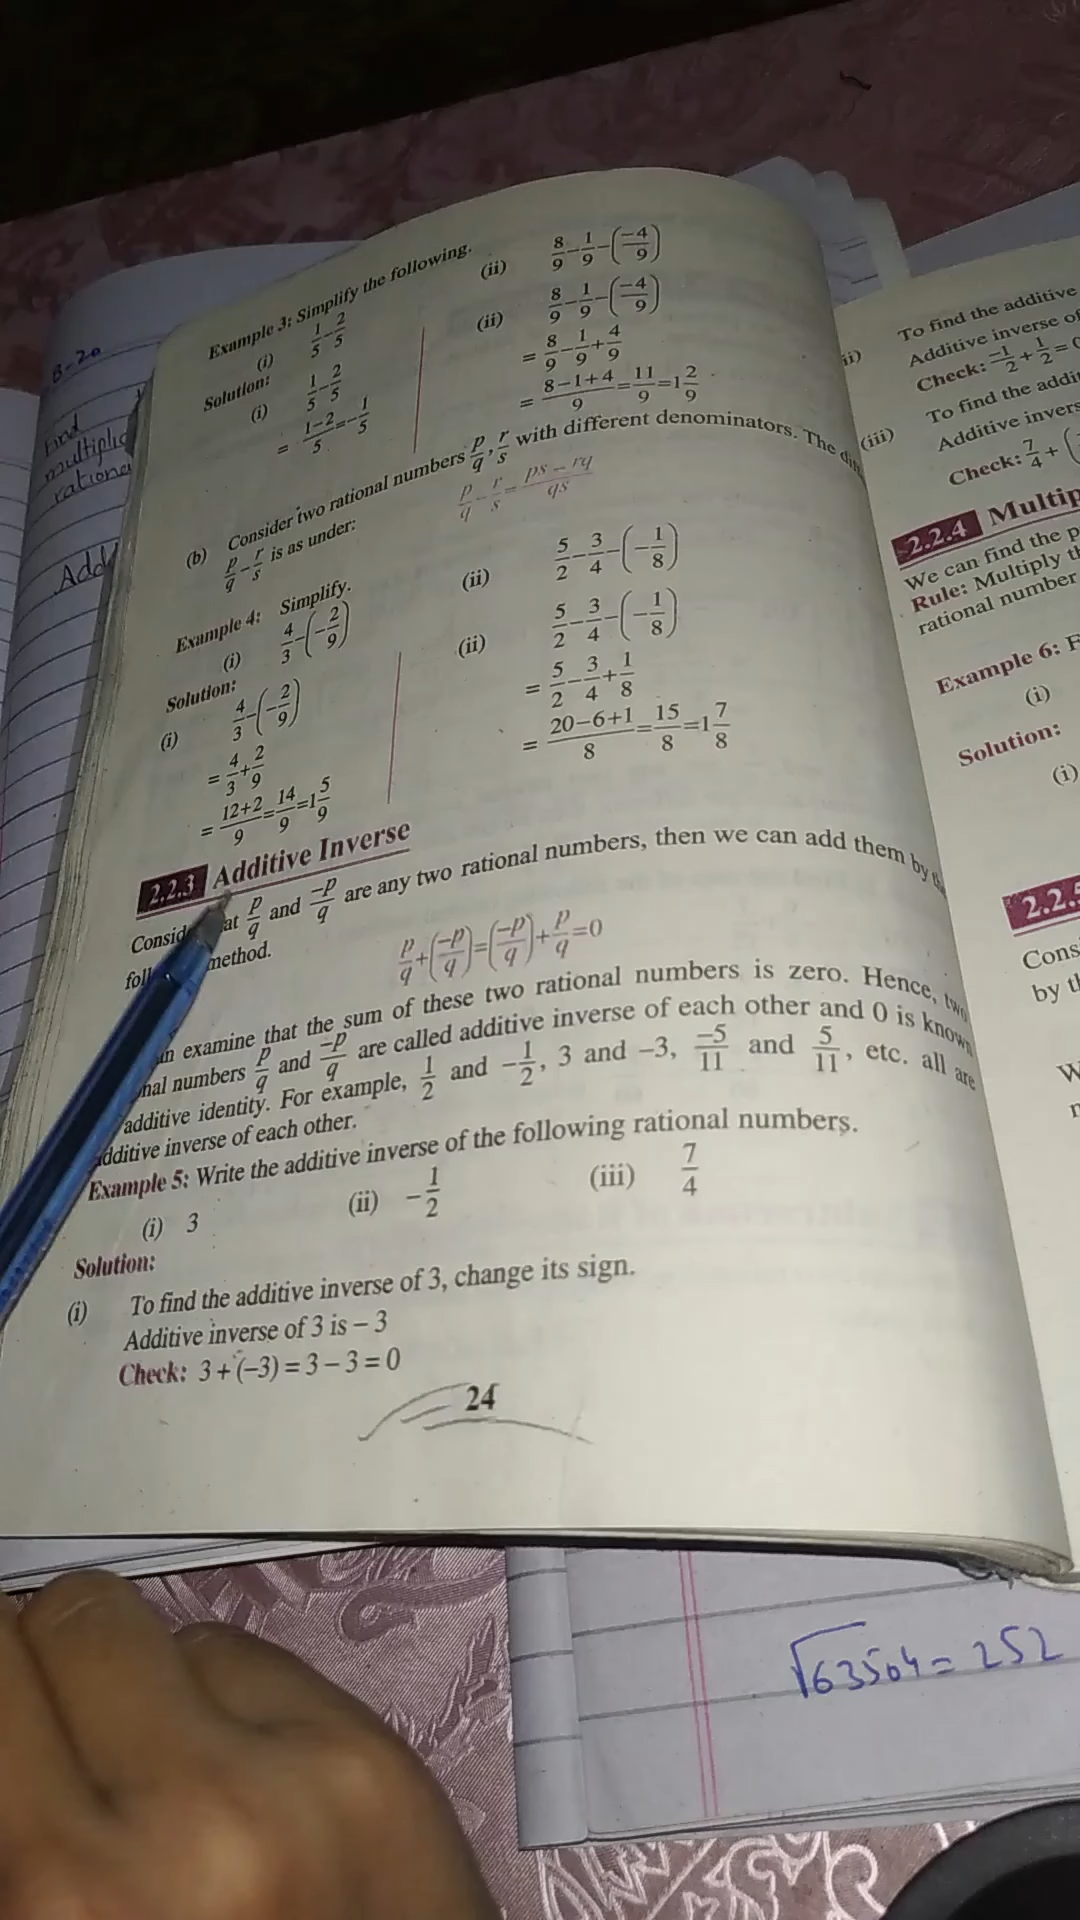 Example 3: Simplify the following.
(i) 1/5 - 2/5
(ii) 8/9 - 1/9 - (-4/9)
Solution:
(i) 1/5 - 2/5
= 1-2/5 = -1/5
(ii) 8/9 - 1/9 - (-4/9)
= 8/9 - 1/9 + 4/9
= 8-1+4/9 = 11/9 = 1 2/9
(b) Consider two rational numbers p/q, r/s with different denominators. The
p/q - r/s is as under:
p/q - r/s = ps - rq/qs
Example 4: Simplify.
(i) 4/3 - (-2/9)
(ii) 5/2 - 3/4 - (-1/8)
Solution:
(i) 4/3 - (-2/9)
= 4/3 + 2/9
= 12+2/9 = 14/9 = 1 5/9
(ii) 5/2 - 3/4 - (-1/8)
= 5/2 - 3/4 + 1/8
= 20-6+1/8 = 15/8 = 1 7/8
2.2.3 Additive Inverse
p/q and -p/q are any two rational numbers, then we can add them by
method.
p/q + (-p/q) = (-p/q) + p/q = 0
examine that the sum of these two rational numbers is zero. Hence, two
numbers p/q and -p/q are called additive inverse of each other and 0 is known
additive identity. For example, 1/2 and -1/2, 3 and -3, -5/11 and 5/11, etc. all are
additive inverse of each other.
Example 5: Write the additive inverse of the following rational numbers.
(i) 3 (ii) -1/2 (iii) 7/4
Solution:
(i) To find the additive inverse of 3, change its sign.
Additive inverse of 3 is - 3
Check: 3 + (-3) = 3 - 3 = 0
24
To find the additive
Additive inverse of
Check: -1/2 + 1/2 = 0
(iii) To find the
Additive
Check: 7/4 + (
2.2.4
We can find the
Rule: Multiply
rational number
Example 6:
(i)
Solution:
(i)
2.2.5
by
8-20
Find
√63504 = 252